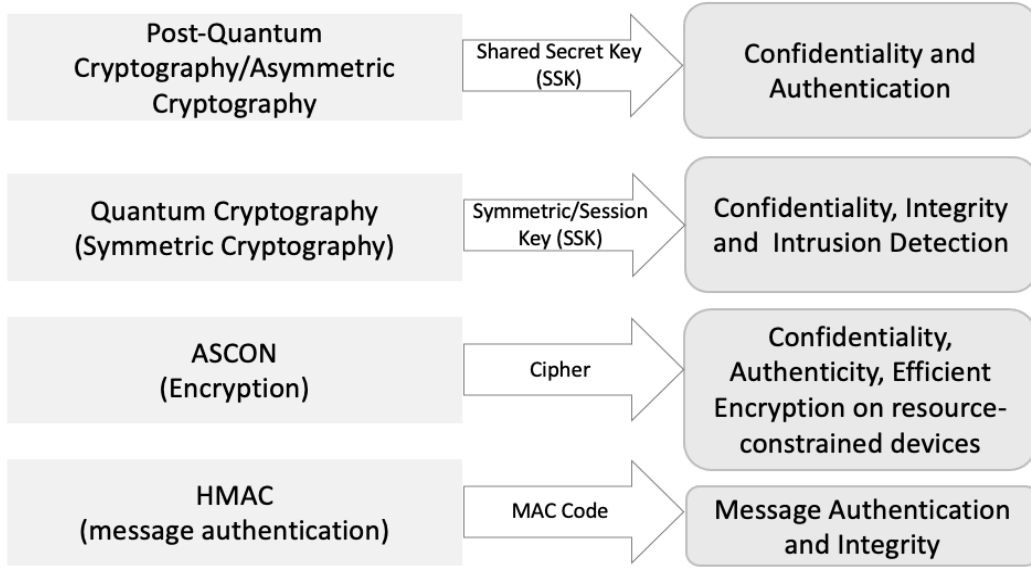 Post-Quantum
Cryptography/Asymmetric
Cryptography
Shared Secret Key
(SSK)
Confidentiality and
Authentication
Quantum Cryptography
(Symmetric Cryptography)
Symmetric/Session
Key (SSK)
Confidentiality, Integrity
and Intrusion Detection
ASCON
(Encryption)
Cipher
Confidentiality,
Authenticity, Efficient
Encryption on resource-
constrained devices
HMAC
(message authentication)
MAC Code
Message Authentication
and Integrity